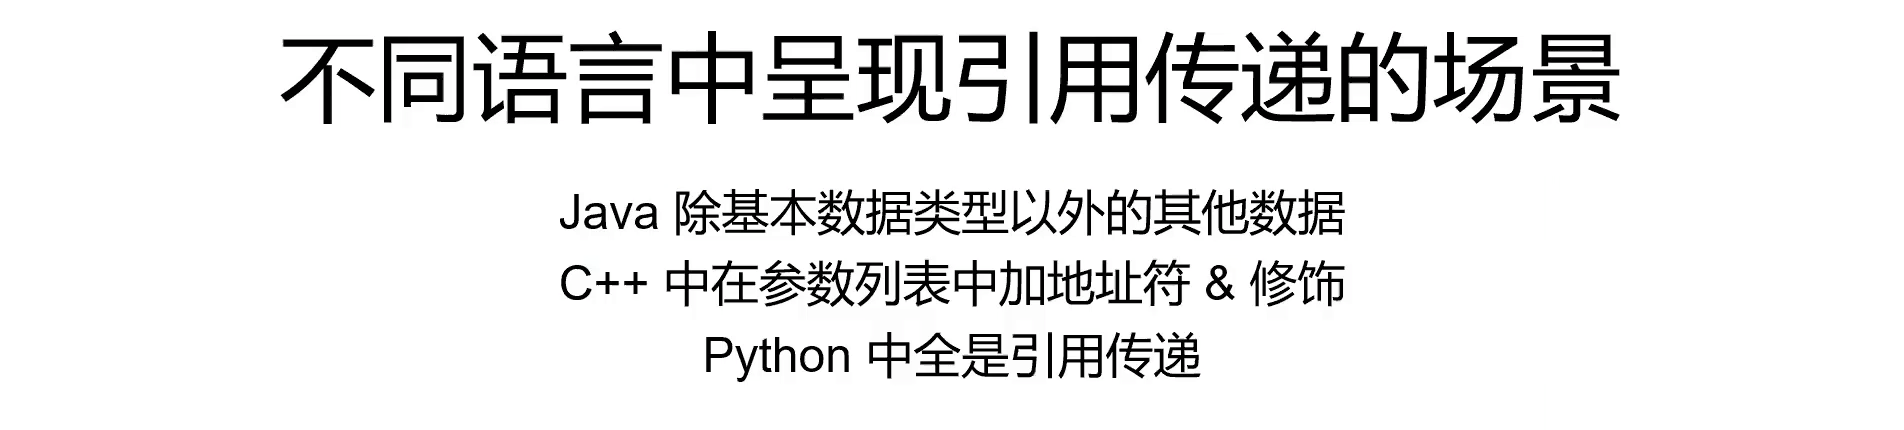 不同语言中呈现引用传递的场景
Java 除基本数据类型以外的其他数据
C++ 中在参数列表中加地址符 & 修饰
Python 中全是引用传递